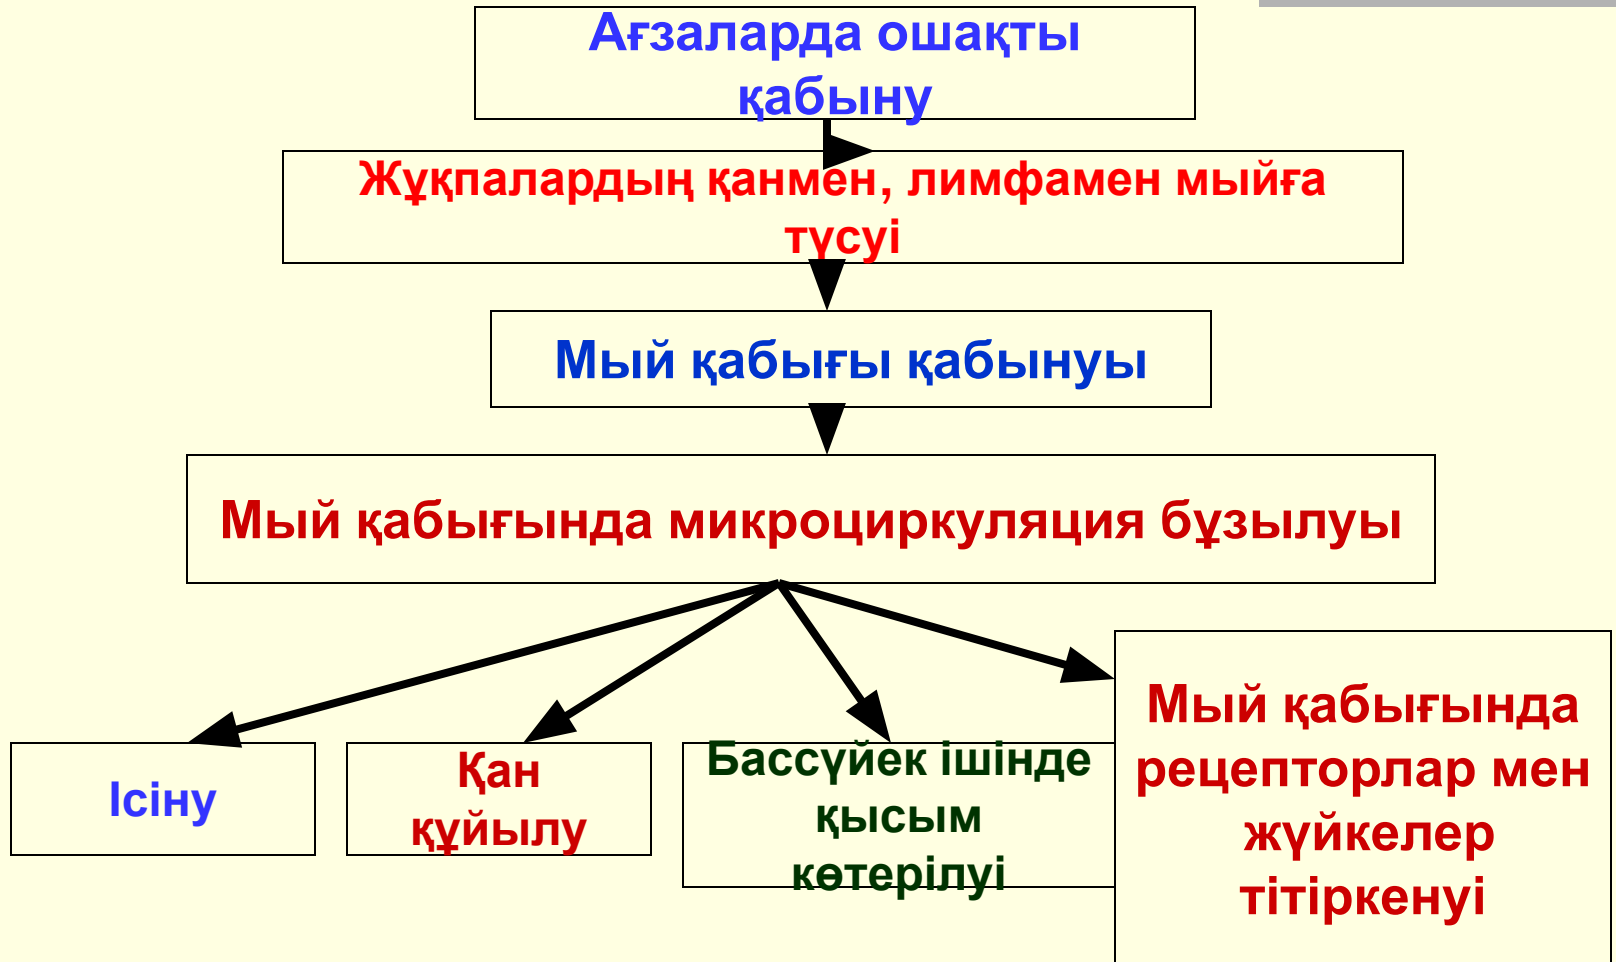 Ағзаларда ошақты
қабыну
Жұқпалардың қанмен, лимфамен мыйға
түсуі
Мый қабығы қабынуы
Мый қабығында микроциркуляция бұзылуы
Ісіну
Қан
құйылу
Бассүйек ішінде
қысым
көтерілуі
Мый қабығында
рецепторлар мен
жүйкелер
тітіркенуі